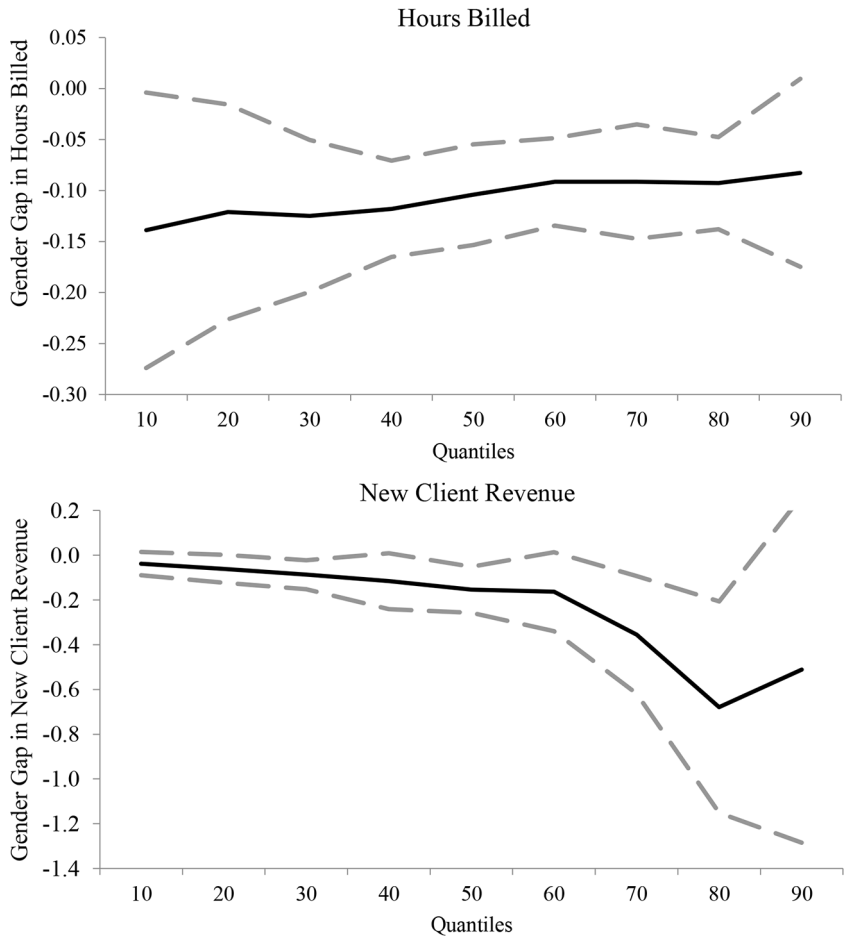 Hours Billed
Gender Gap in Hours Billed
0.05
0.00
-0.05
-0.10
-0.15
-0.20
-0.25
-0.30
10 20 30 40 50 60 70 80 90
Quantiles
New Client Revenue
Gender Gap in New Client Revenue
0.2
0.0
-0.2
-0.4
-0.6
-0.8
-1.0
-1.2
-1.4
10 20 30 40 50 60 70 80 90
Quantiles